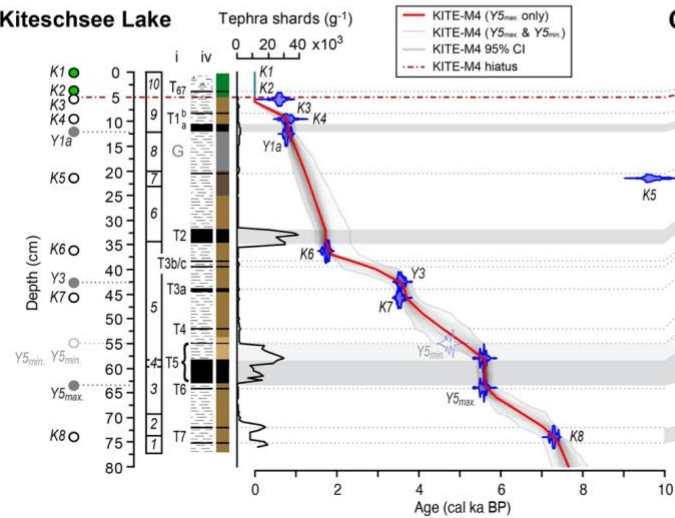 Kiteschsee Lake
Tephra shards (g-1)
0 20 40 x10³
i iv
KITE-M4 (Y5max. only)
KITE-M4 (Y5max. & Y5min.)
KITE-M4 95% CI
KITE-M4 hiatus
C
K1
K2
K3
K4
Y1a
K5
K6
Y3
K7
Y5min. Y5min.
Y5max.
K8
Depth (cm)
0
5
10
15
20
25
30
35
40
45
50
55
60
65
70
75
80
10
9
8
7
6
5
4
3
2
1
T67
T1b
a
G
T2
T3b/c
T3a
T4
T5
T6
T7
K1
K2
K3
K4
Y1a
K5
K6
Y3
K7
Y5min.
Y5max.
K8
0 2 4 6 8 10
Age (cal ka BP)